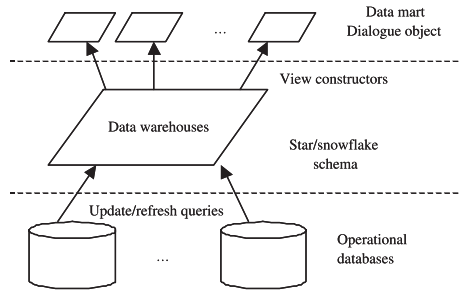 Data mart
Dialogue object
...
View constructors
Data warehouses
Star/snowflake
schema
Update/refresh queries
Operational
databases
...